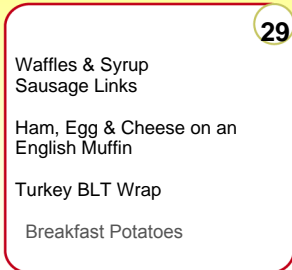 29
Waffles & Syrup
Sausage Links
Ham, Egg & Cheese on an
English Muffin
Turkey BLT Wrap
Breakfast Potatoes